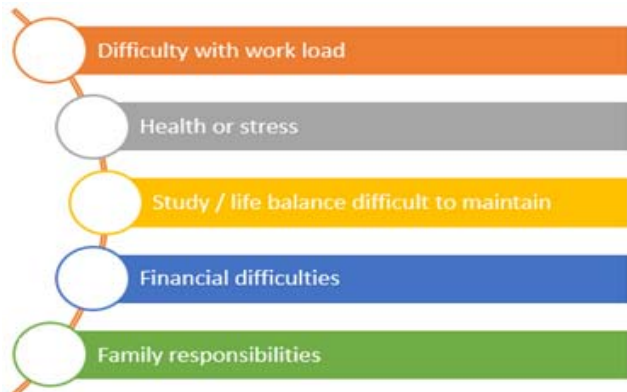 Difficulty with work load
Health or stress
Study / life balance difficult to maintain
Financial difficulties
Family responsibilities